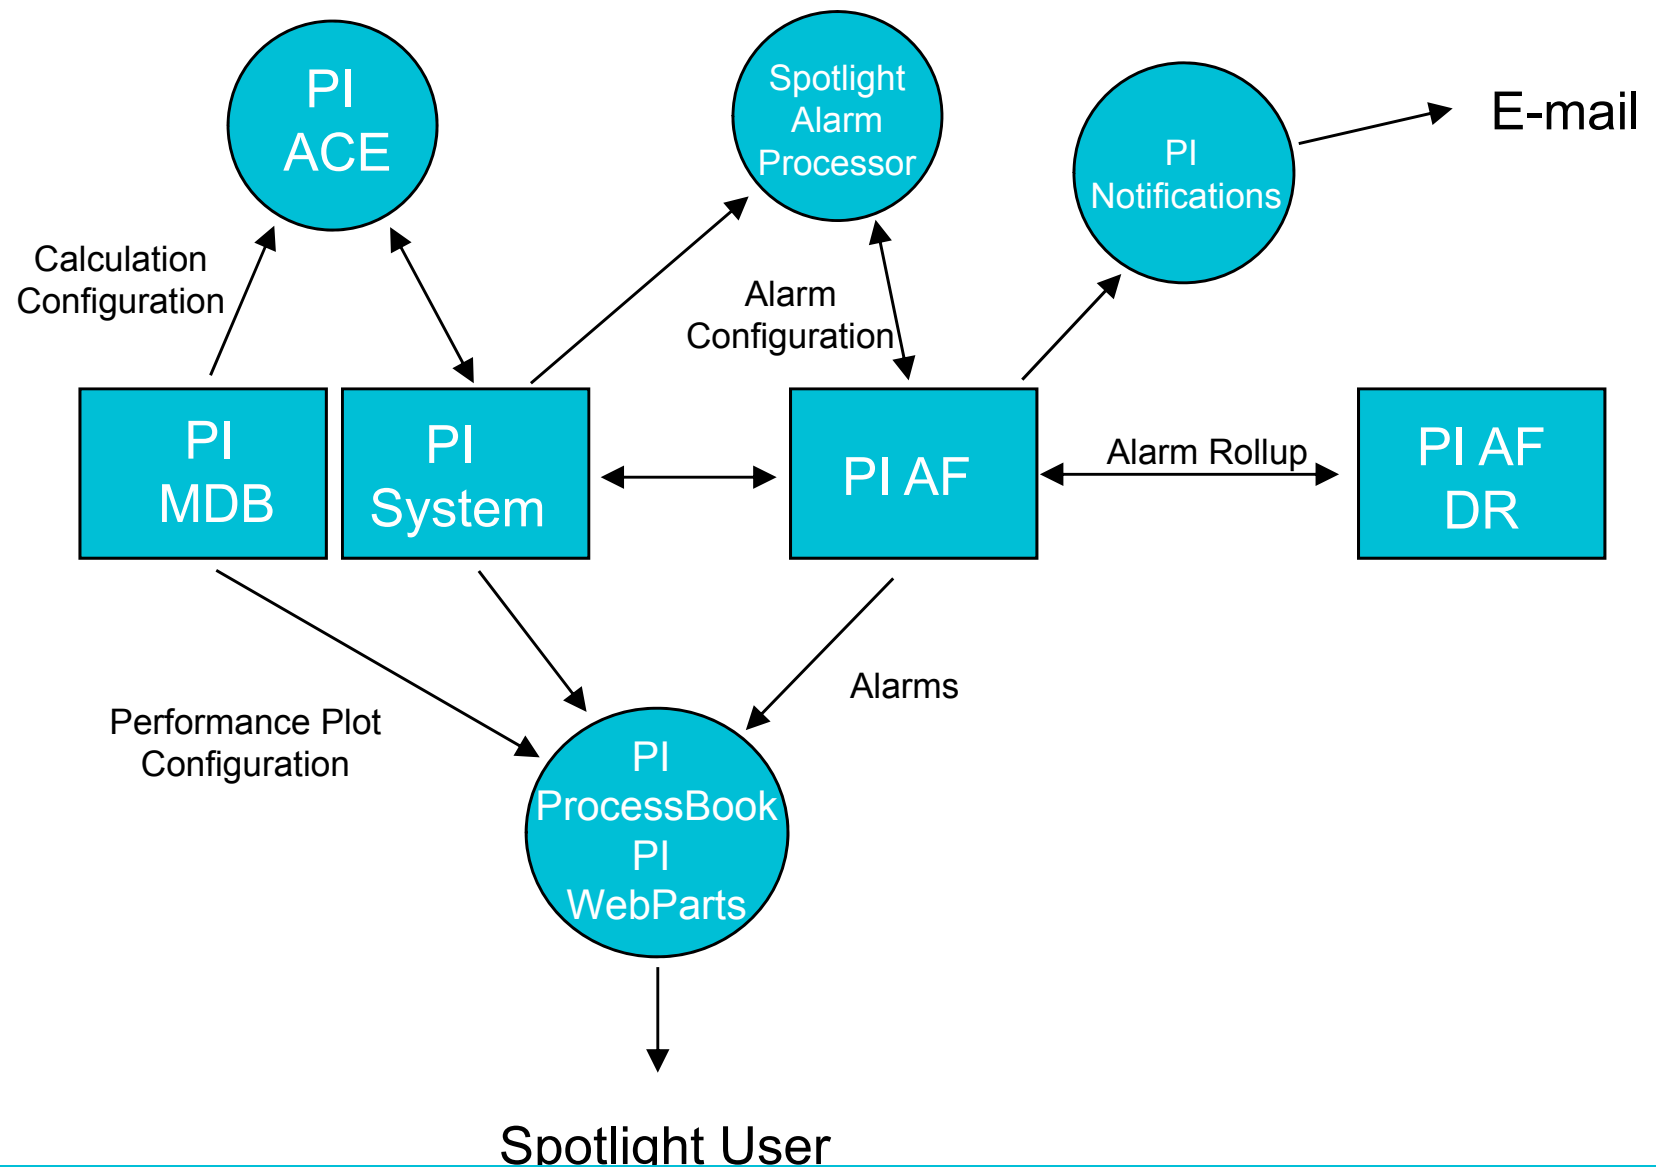 PI
ACE
Spotlight
Alarm
Processor
PI
Notifications
E-mail
Calculation
Configuration
Alarm
Configuration
PI
MDB
PI
System
PI AF
Alarm Rollup
PI AF
DR
Performance Plot
Configuration
Alarms
PI
ProcessBook
PI
WebParts
Spotlight User